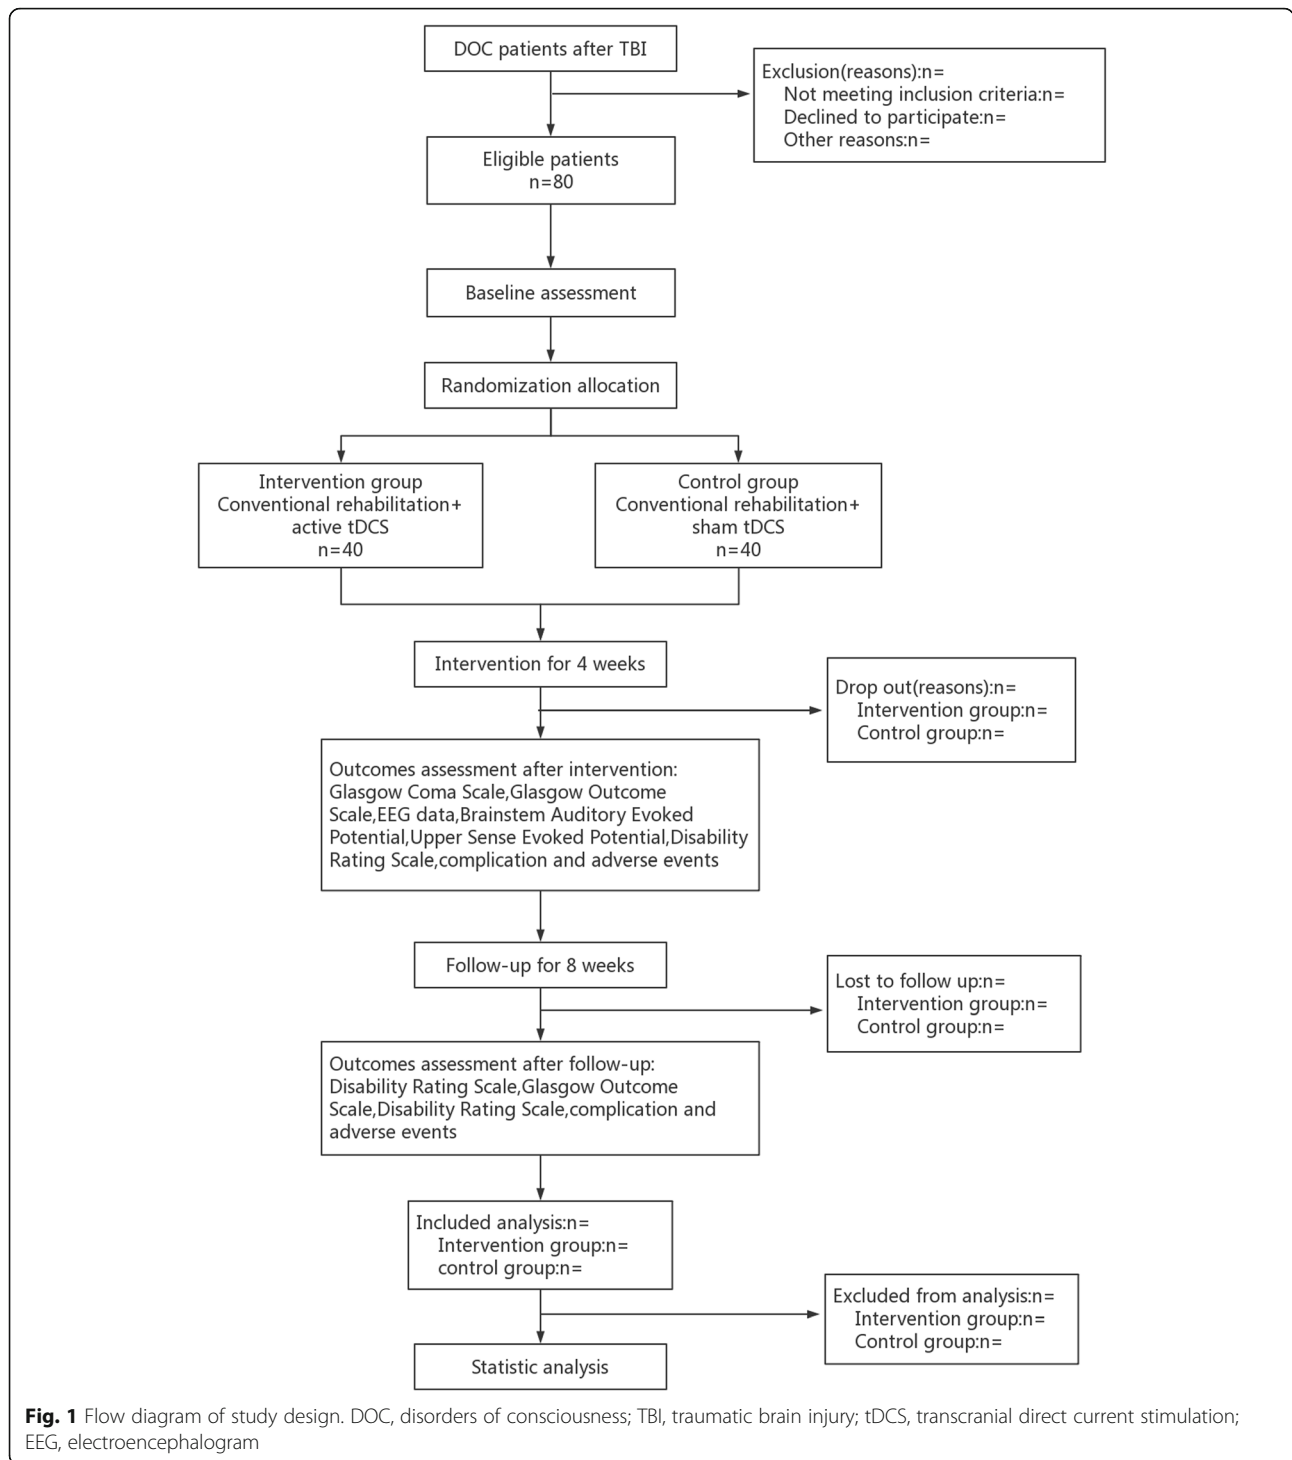 DOC patients after TBI
Exclusion(reasons):n=
Not meeting inclusion criteria:n=
Declined to participate:n=
Other reasons:n=
Eligible patients
n=80
Baseline assessment
Randomization allocation
Intervention group
Conventional rehabilitation+
active tDCS
n=40
Control group
Conventional rehabilitation+
sham tDCS
n=40
Intervention for 4 weeks
Drop out(reasons):n=
Intervention group:n=
Control group:n=
Outcomes assessment after intervention:
Glasgow Coma Scale,Glasgow Outcome
Scale,EEG data,Brainstem Auditory Evoked
Potential,Upper Sense Evoked Potential,Disability
Rating Scale,complication and adverse events
Follow-up for 8 weeks
Lost to follow up:n=
Intervention group:n=
Control group:n=
Outcomes assessment after follow-up:
Disability Rating Scale,Glasgow Outcome
Scale,Disability Rating Scale,complication and
adverse events
Included analysis:n=
Intervention group:n=
control group:n=
Excluded from analysis:n=
Intervention group:n=
Control group:n=
Statistic analysis
Fig. 1 Flow diagram of study design. DOC, disorders of consciousness; TBI, traumatic brain injury; tDCS, transcranial direct current stimulation;
EEG, electroencephalogram